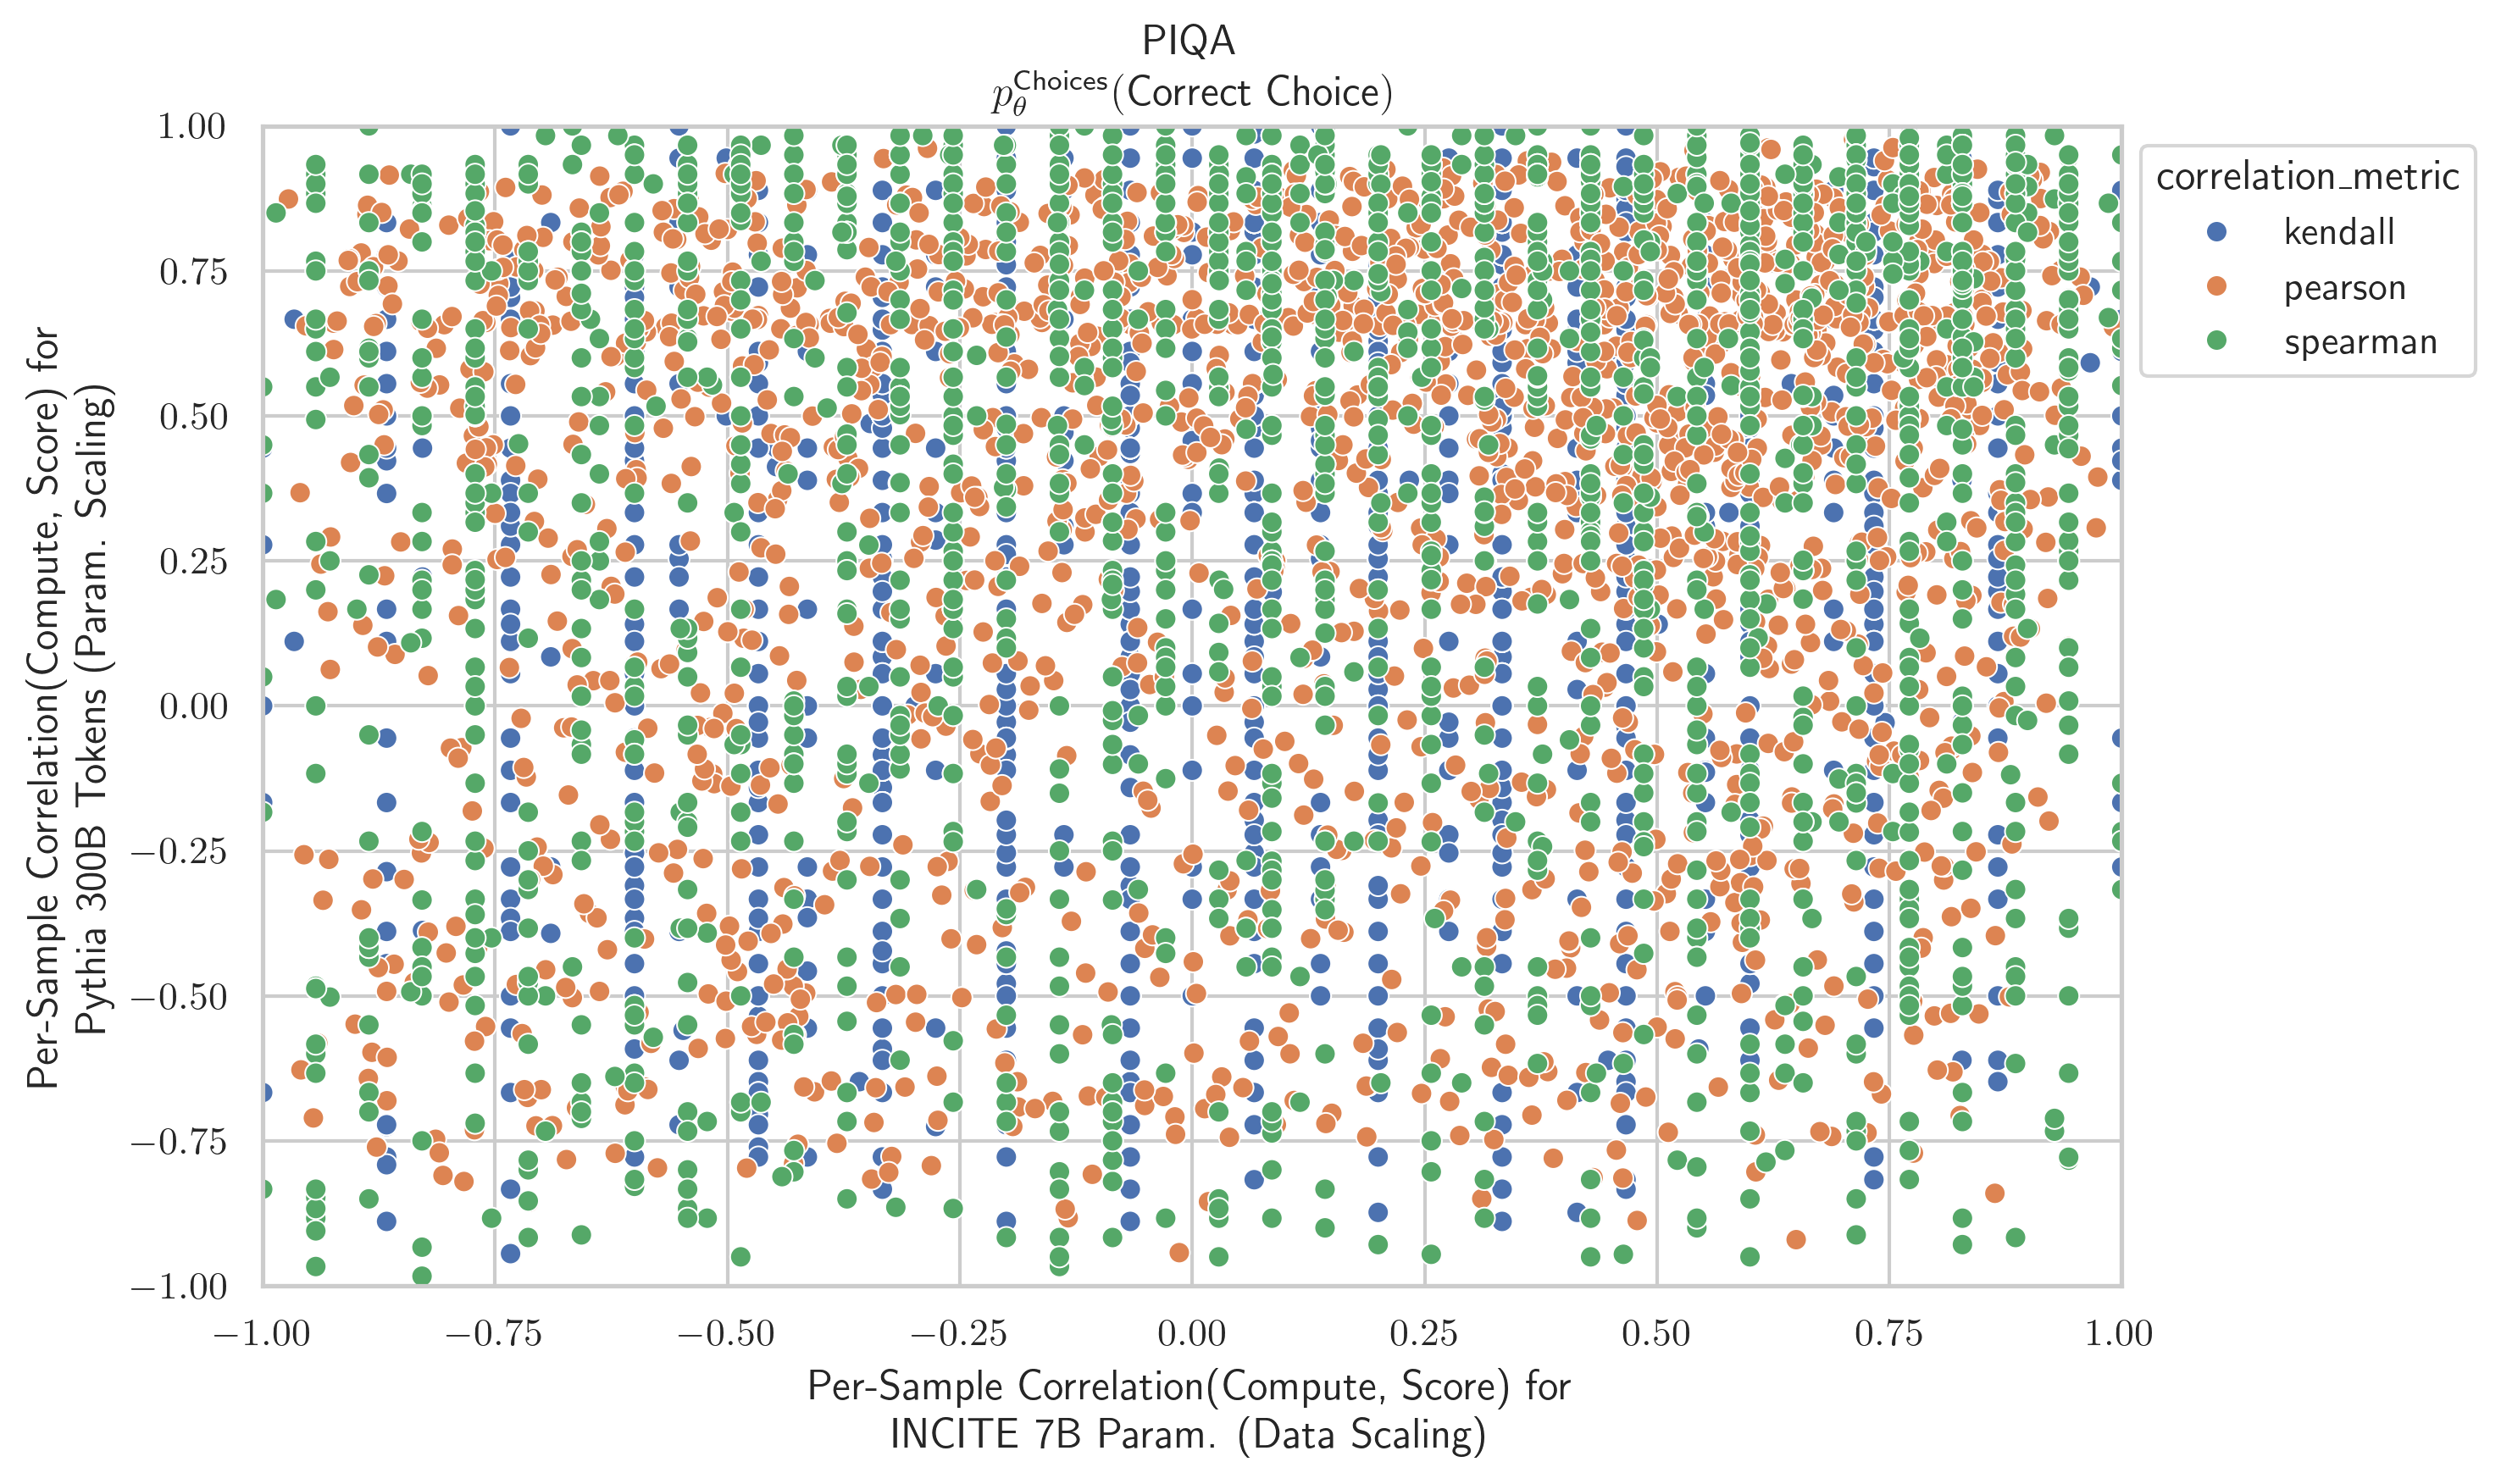 PIQA
p_θ^Choices(Correct Choice)
Per-Sample Correlation(Compute, Score) for
Pythia 300B Tokens (Param. Scaling)
1.00
0.75
0.50
0.25
0.00
−0.25
−0.50
−0.75
−1.00
−1.00 −0.75 −0.50 −0.25 0.00 0.25 0.50 0.75 1.00
Per-Sample Correlation(Compute, Score) for
INCITE 7B Param. (Data Scaling)
correlation_metric
kendall
pearson
spearman